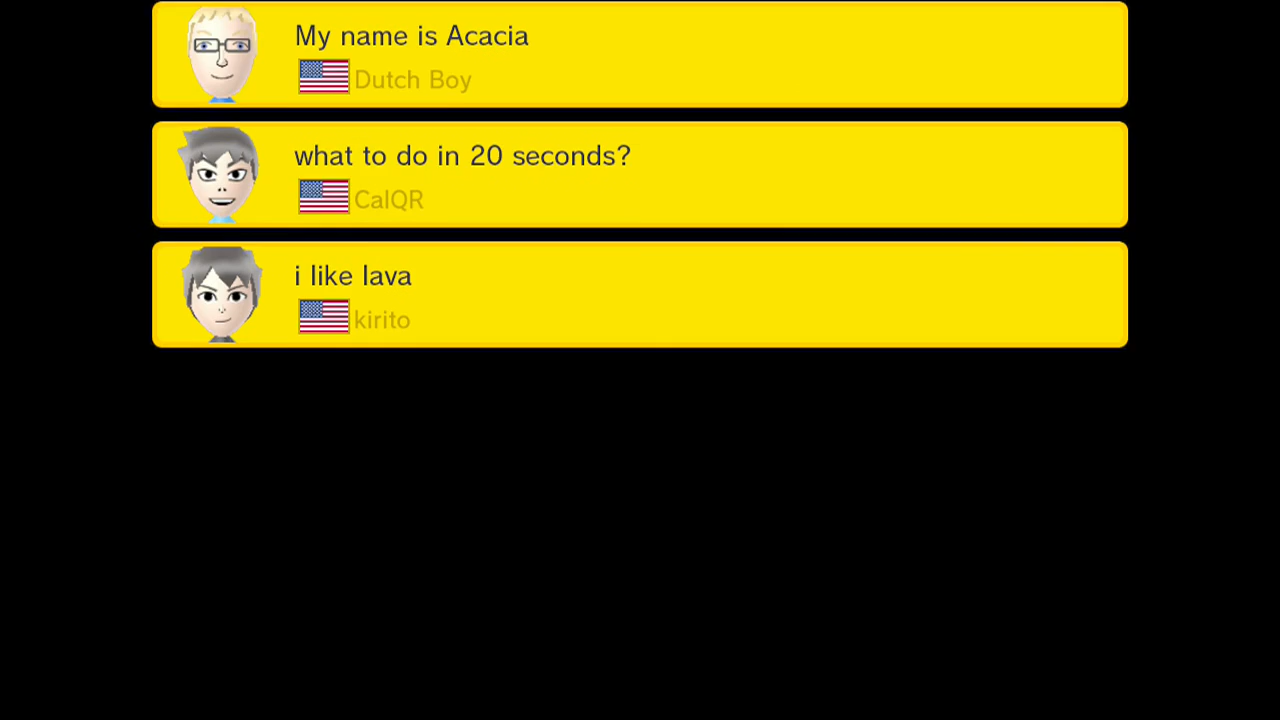 My name is Acacia
Dutch Boy
what to do in 20 seconds?
CalQR
i like lava
kirito